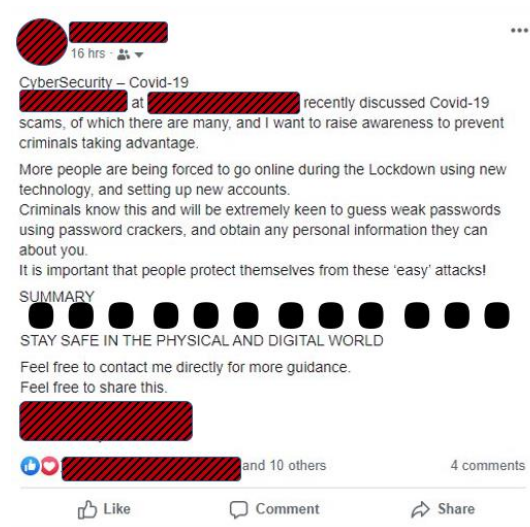 16 hrs
CyberSecurity – Covid-19
at recently discussed Covid-19
scams, of which there are many, and I want to raise awareness to prevent
criminals taking advantage.
More people are being forced to go online during the Lockdown using new
technology, and setting up new accounts.
Criminals know this and will be extremely keen to guess weak passwords
using password crackers, and obtain any personal information they can
about you.
It is important that people protect themselves from these ‘easy’ attacks!
SUMMARY
STAY SAFE IN THE PHYSICAL AND DIGITAL WORLD
Feel free to contact me directly for more guidance.
Feel free to share this.
and 10 others 4 comments
Like Comment Share